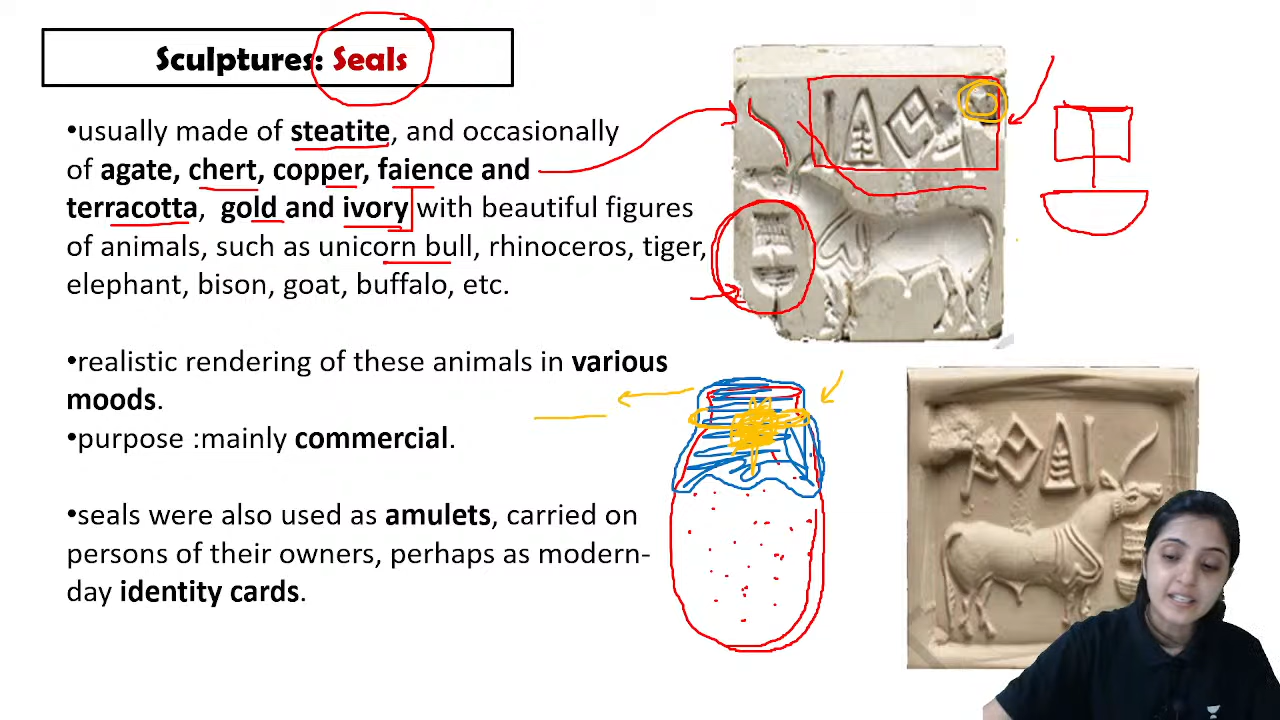 Sculptures: Seals
•usually made of steatite, and occasionally
of agate, chert, copper, faience and
terracotta, gold and ivory with beautiful figures
of animals, such as unicorn bull, rhinoceros, tiger,
elephant, bison, goat, buffalo, etc.
•realistic rendering of these animals in various
moods.
•purpose :mainly commercial.
•seals were also used as amulets, carried on
persons of their owners, perhaps as modern-
day identity cards.